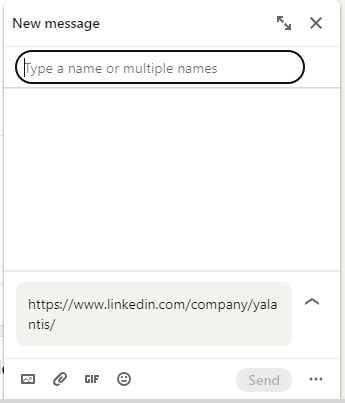 New message
Type a name or multiple names
https://www.linkedin.com/company/yala
ntis/
GIF
Send